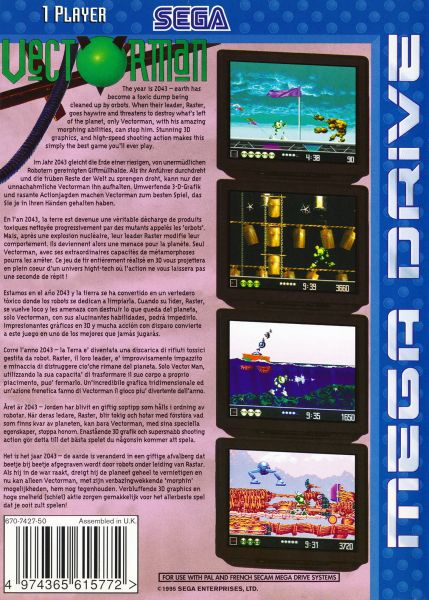 1 PLAYER
SEGA
VECTORMAN
The year is 2043 – earth has
become a toxic dump being
cleaned up by orbots. When their leader, Raster,
goes haywire and threatens to destroy what's left
of the planet, only Vectorman, with his amazing
morphing abilities, can stop him. Stunning 3D
graphics, and high-speed shooting action makes this
simply the best game you'll ever play.
Im Jahr 2043 gleicht die Erde einer riesigen, von unermüdlichen
Robotern gereinigten Giftmüllhalde. Als ihr Anführer durchdreht
und die trüben Reste der Welt zu sprengen droht, kann nur der
unnachahmliche Vectorman ihn aufhalten. Umwerfende 3-D-Grafik
und rasante Actionjagden machen Vectorman zum besten Spiel, das
Sie je in Ihren Händen gehalten haben.
En l'an 2043, la terre est devenue une véritable décharge de produits
toxiques nettoyée progressivement par des mutants appelés les 'orbots'.
Mais, après une explosion nucléaire, leur leader Raster modifie leur
comportement. Ils deviennent alors une menace pour la planète. Seul
Vectorman, avec ses extraordinaires capacités de métamorphoses
pourra les arrêter. Ce jeu de tir entièrement réalisé en 3D vous projettera
en plein coeur d'un univers hight-tech où l'action ne vous laissera pas
une seconde de répit !
Estamos en el año 2043 y la tierra se ha convertido en un vertedero
tóxico donde los robots se dedican a limpiarla. Cuando su líder, Raster,
se vuelve loco y les amenaza con destruir lo que queda del planeta,
sólo Vectorman, con sus alucinantes habilidades, podrá impedirlo.
Impresionantes gráficos en 3D y mucha acción con disparo convierte
a este juego en uno de los mejores que jamás jugarás.
Corre l'anno 2043 – la Terra e' diventata una discarica di rifiuti tossici
gestita da robot. Raster, il loro leader, e' improvvisamente impazzito
e minaccia di distruggere cio'che rimane del pianeta. Solo Vector Man,
utilizzando la sua capacita' di trasformare il suo corpo a proprio
piacimento, puo' fermarlo. Un'incredibile grafica tridimensionale ed
un'azione frenetica fanno di Vectorman il gioco piu' divertente dell'anno.
Året är 2043 – Jorden har blivit en giftig soptipp som hålls i ordning av
robotar. När deras ledare, Raster, blir tokig och hotar med förstöra vad
som finns kvar af planeten, kan bara Vectorman, med sina speciella
egenskaper, stoppa honom. Enastående 3D grafik och supersnabb shooting
action gör detta till det bästa spelet du någonsin kommer att spela.
Het is het jaar 2043 – de aarde is veranderd in een giftige afvalberg dat
beetje bij beetje afgegraven word door robots onder leiding van Rastar.
Als hij in de war raakt, dreigt hij de planeet geheel te vernietigen en
nu kan alleen Vectorman, met zijn verbazingwekkende 'morphin'
mogelijkheden, hem nog tegenhouden. Verbluffende 3D graphics en
hoge snelheid (schiet) aktie zorgen gemakkelijk voor het allerbeste spel
dat je ooit zult spelen!
4:38 90
9:39 3660
9:35 1650
9:31 3720
MEGA DRIVE
670-7427-50 Assembled in U.K.
4 974365 615772
FOR USE WITH PAL AND FRENCH SECAM MEGA DRIVE SYSTEMS
©1995 SEGA ENTERPRISES, LTD.